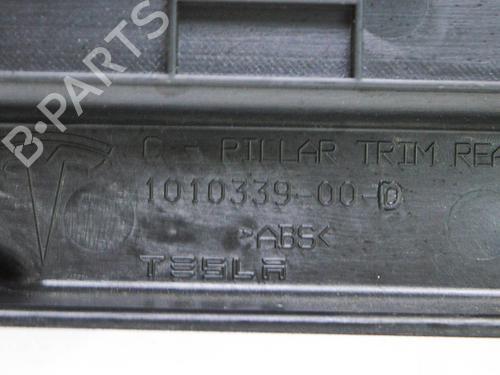 B-PARTS
C - PILLAR TRIM REA
1010339-00-D
>ABS<
TESLA